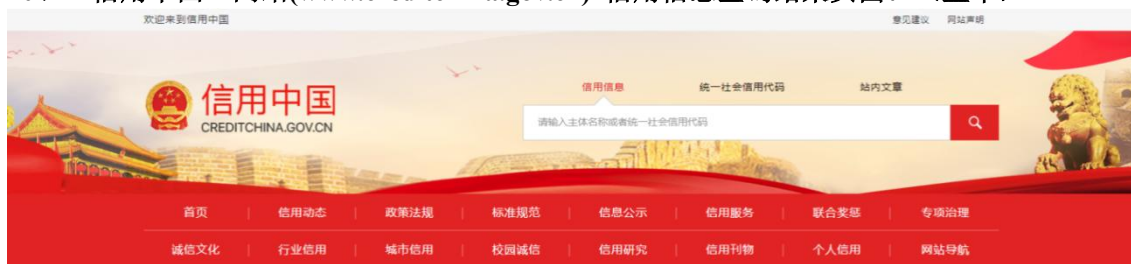 欢迎来到信用中国
意见建议 网站声明
信用信息 统一社会信用代码 站内文章
信用中国
CREDITCHINA.GOV.CN
请输入主体名称或者统一社会信用代码
首页 信用动态 政策法规 标准规范 信息公示 信用服务 联合奖惩 专项治理
诚信文化 行业信用 城市信用 校园诚信 信用研究 信用刊物 个人信用 网站导航